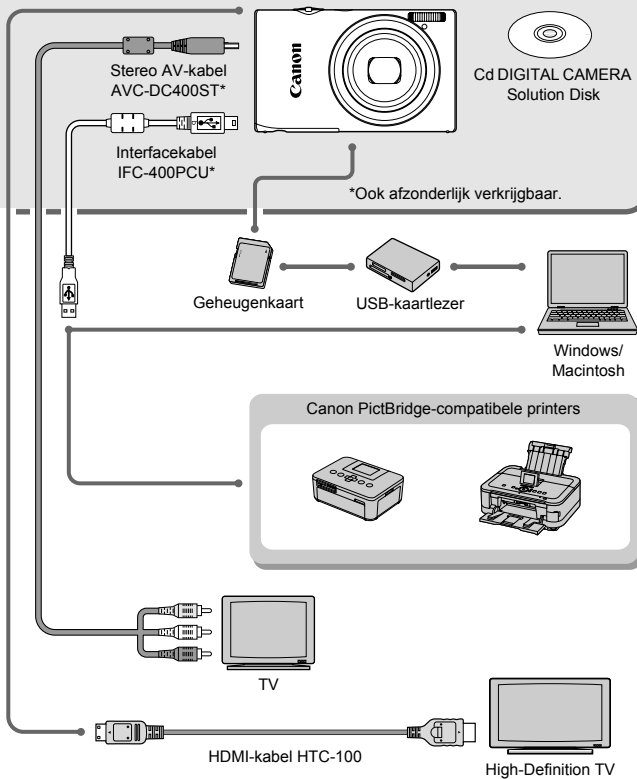 Canon
Stereo AV-kabel
AVC-DC400ST*
Cd DIGITAL CAMERA
Solution Disk
Interfacekabel
IFC-400PCU*
*Ook afzonderlijk verkrijgbaar.
Geheugenkaart
USB-kaartlezer
Windows/
Macintosh
Canon PictBridge-compatibele printers
TV
HDMI-kabel HTC-100
High-Definition TV